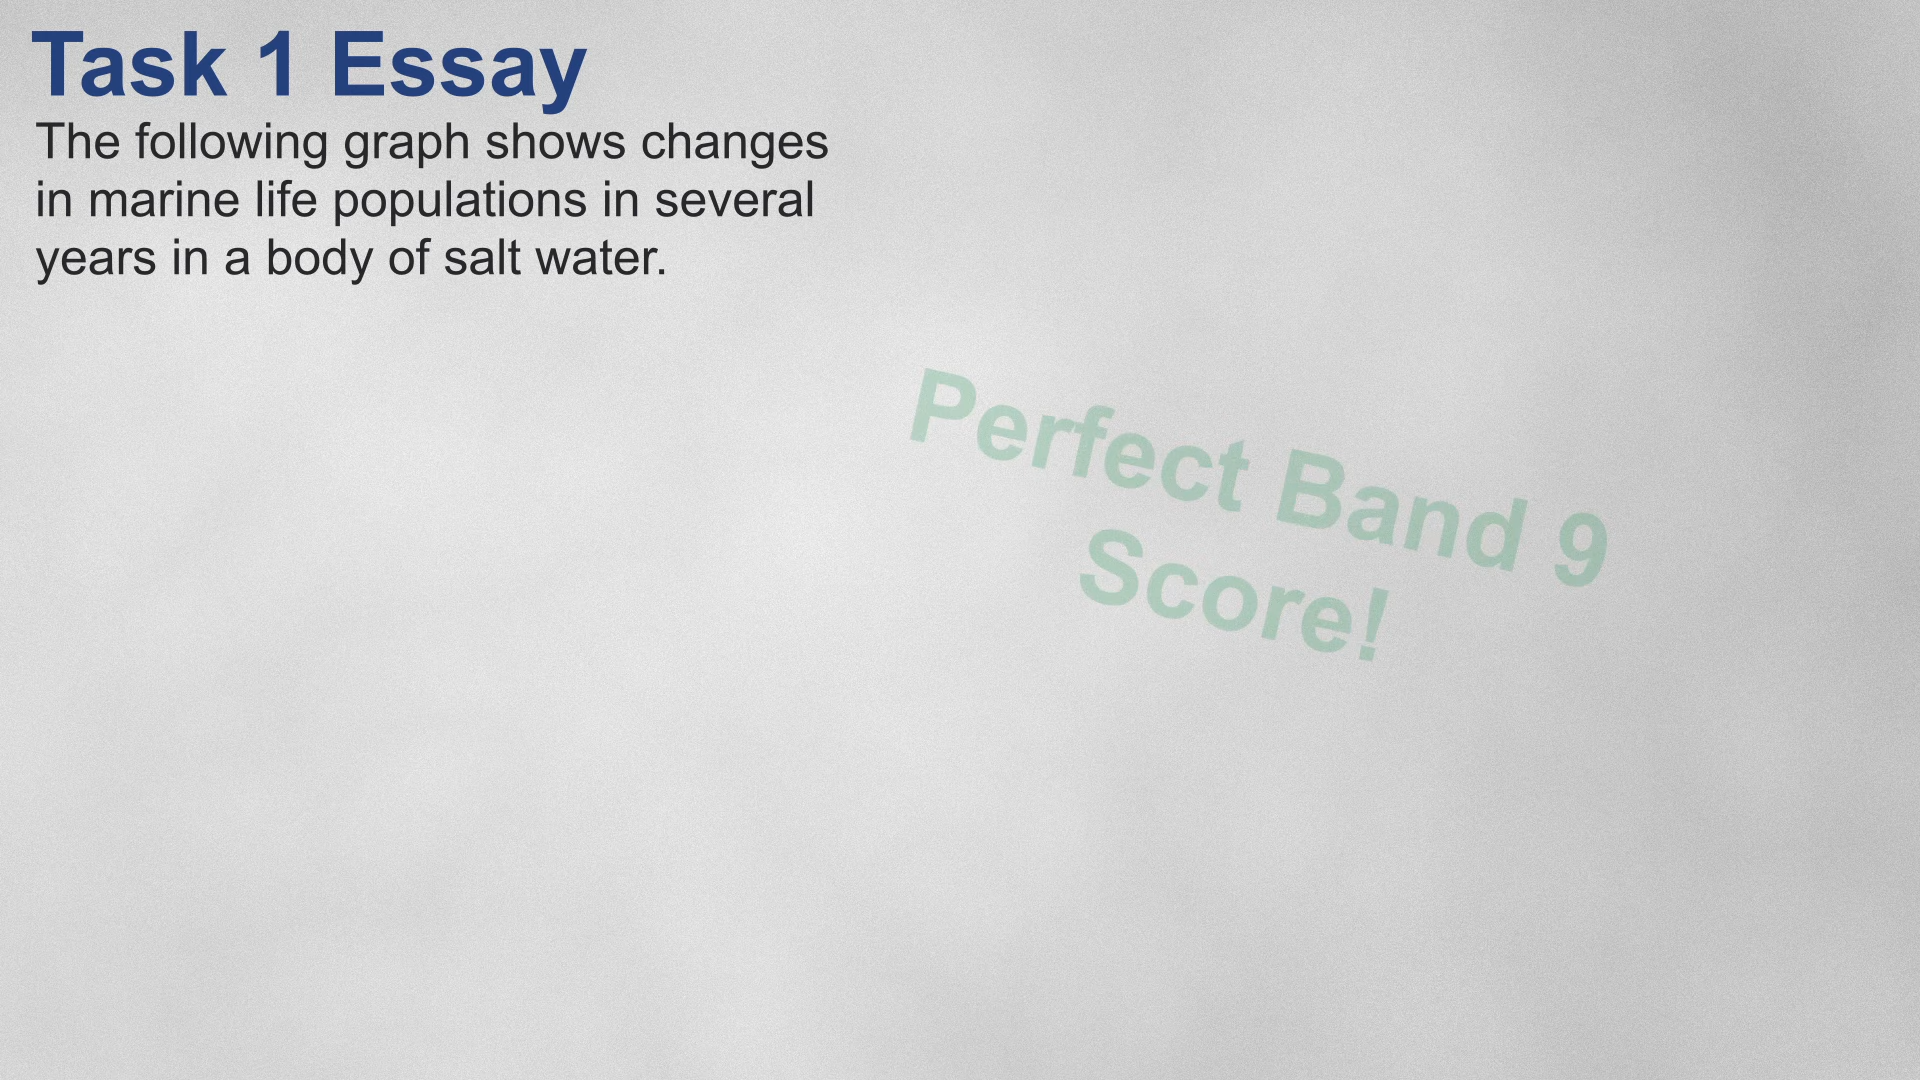 Task 1 Essay
The following graph shows changes
in marine life populations in several
years in a body of salt water.
Perfect Band 9
Score!